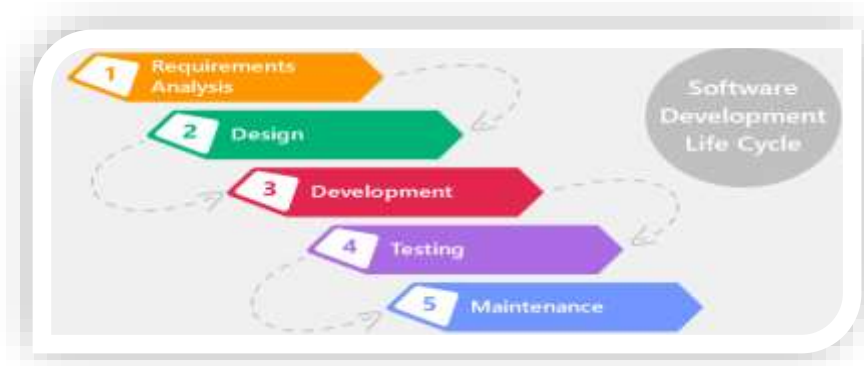 1
Requirements
Analysis
2
Design
3
Development
4
Testing
5
Maintenance
Software
Development
Life Cycle